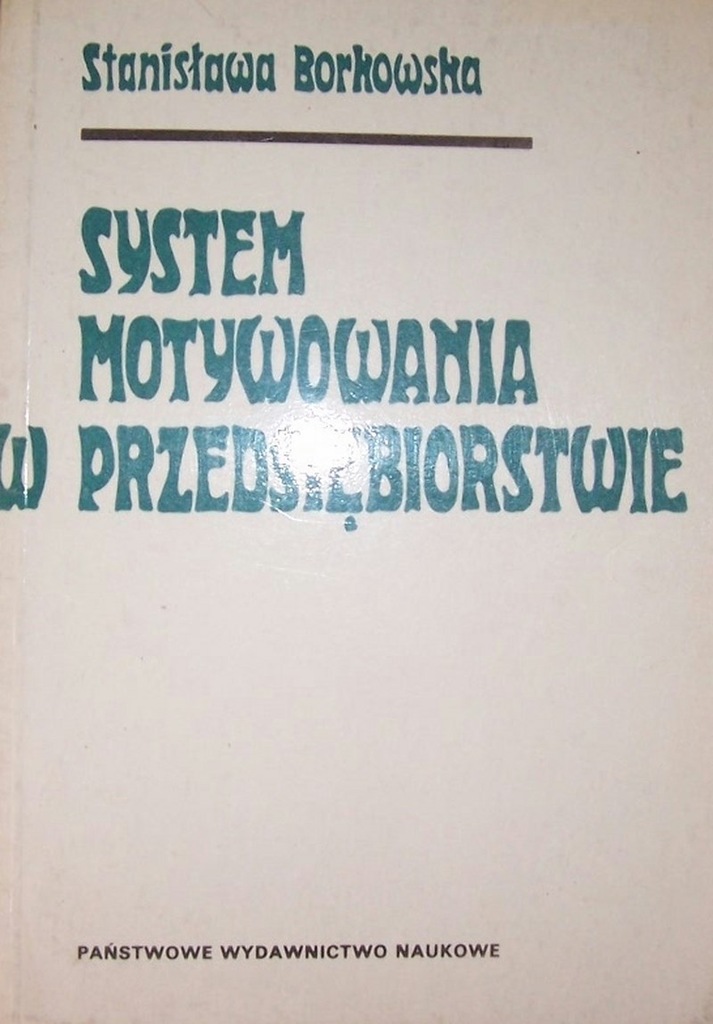 Stanisława Borkowska
SYSTEM
MOTYWOWANIA
W PRZEDSIĘBIORSTWIE
PAŃSTWOWE WYDAWNICTWO NAUKOWE